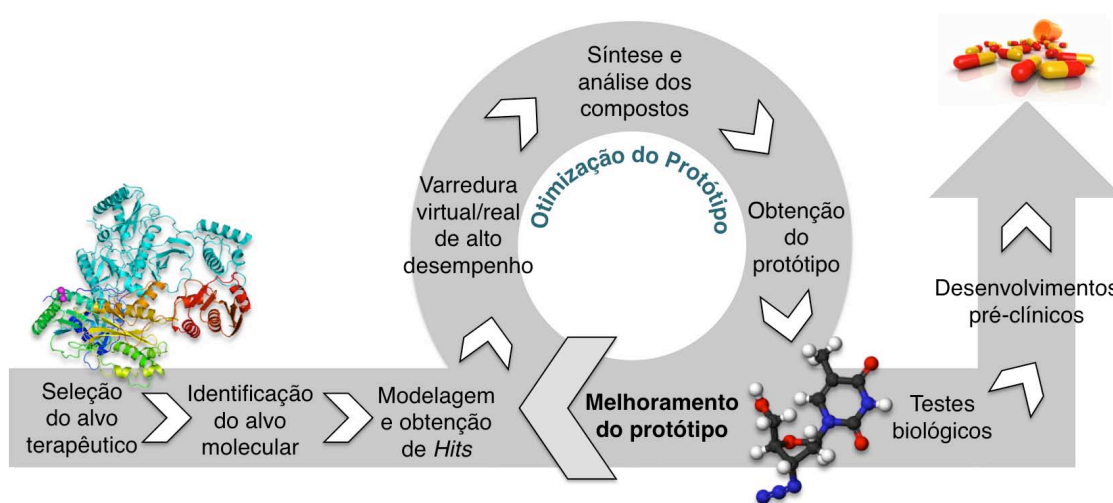 Seleção
do alvo
terapêutico
Identificação
do alvo
molecular
Modelagem
e obtenção
de Hits
Varredura
virtual/real
de alto
desempenho
Síntese e
análise dos
compostos
Otimização do Protótipo
Obtenção
do
protótipo
Melhoramento
do protótipo
Testes
biológicos
Desenvolvimentos
pré-clínicos